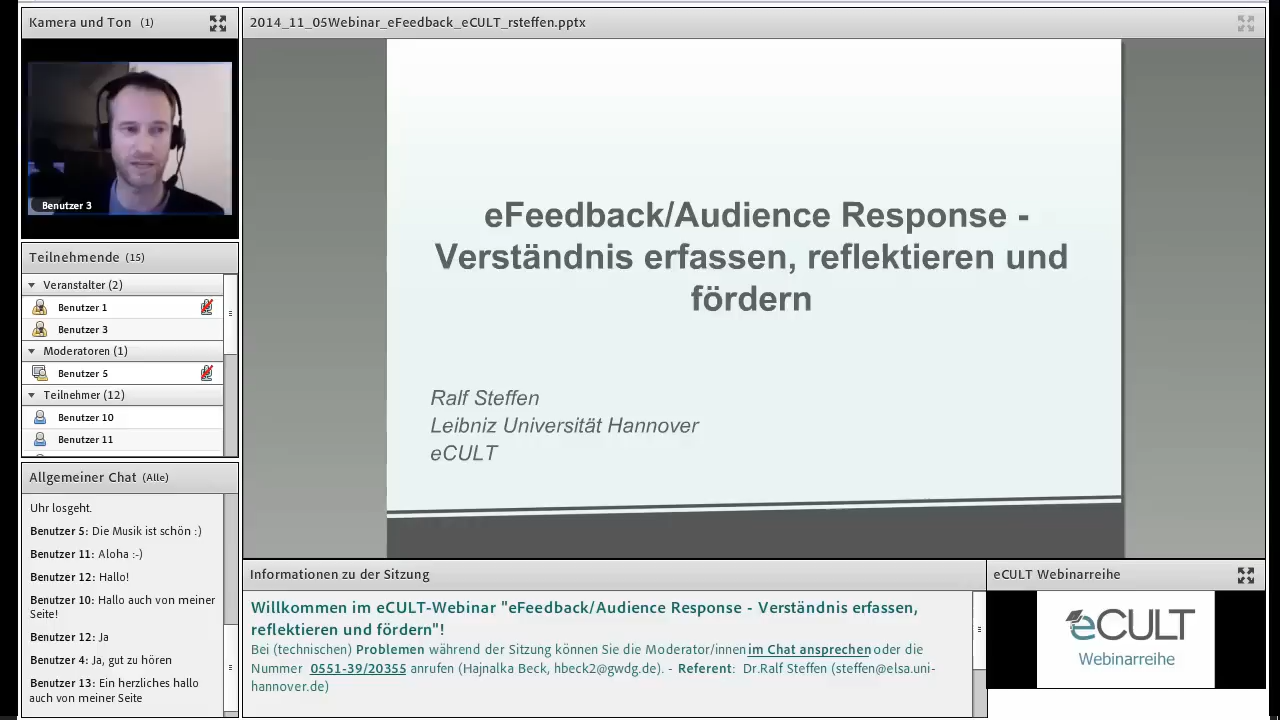 Kamera und Ton (1)
Benutzer 3
Teilnehmende (15)
Veranstalter (2)
Benutzer 1
Benutzer 3
Moderatoren (1)
Benutzer 5
Teilnehmer (12)
Benutzer 10
Benutzer 11
Allgemeiner Chat (Alle)
Uhr losgeht.
Benutzer 5: Die Musik ist schön :)
Benutzer 11: Aloha :-)
Benutzer 12: Hallo!
Benutzer 10: Hallo auch von meiner
Seite!
Benutzer 12: Ja
Benutzer 4: Ja, gut zu hören
Benutzer 13: Ein herzliches hallo
auch von meiner Seite
2014_11_05Webinar_eFeedback_eCULT_rsteffen.pptx
eFeedback/Audience Response -
Verständnis erfassen, reflektieren und
fördern
Ralf Steffen
Leibniz Universität Hannover
eCULT
Informationen zu der Sitzung
Willkommen im eCULT-Webinar "eFeedback/Audience Response - Verständnis erfassen,
reflektieren und fördern"!
Bei (technischen) Problemen während der Sitzung können Sie die Moderator/innen im Chat ansprechen oder die
Nummer 0551-39/20355 anrufen (Hajnalka Beck, hbeck2@gwdg.de). - Referent: Dr.Ralf Steffen (steffen@elsa.uni-
hannover.de)
eCULT Webinarreihe
eCULT
Webinarreihe